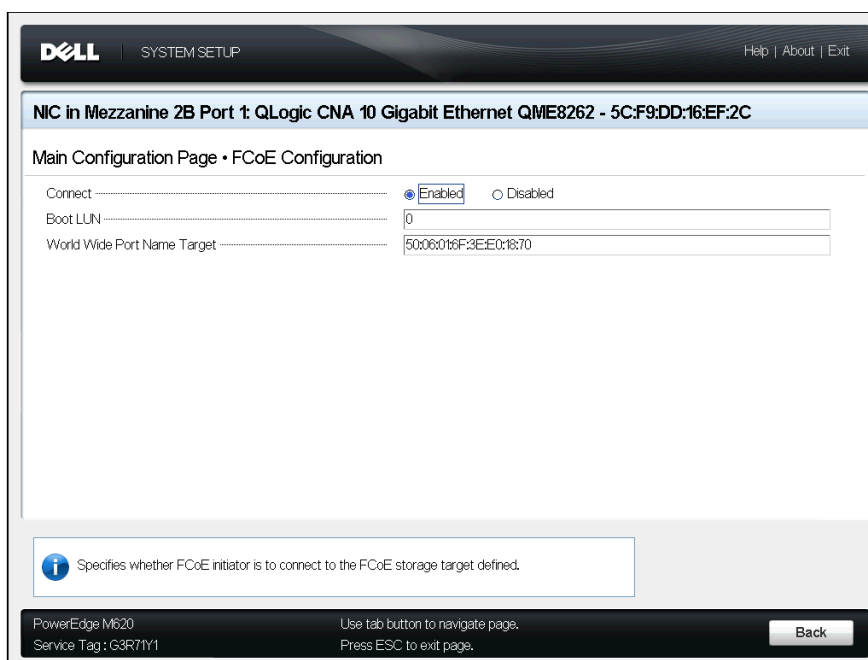 DELL SYSTEM SETUP Help | About | Exit
NIC in Mezzanine 2B Port 1: QLogic CNA 10 Gigabit Ethernet QME8262 - 5C:F9:DD:16:EF:2C
Main Configuration Page • FCoE Configuration
Connect Enabled Disabled
Boot LUN 0
World Wide Port Name Target 50:06:01:6F:3E:E0:18:70
Specifies whether FCoE initiator is to connect to the FCoE storage target defined.
PowerEdge M620 Use tab button to navigate page.
Service Tag : G3R71Y1 Press ESC to exit page.
Back